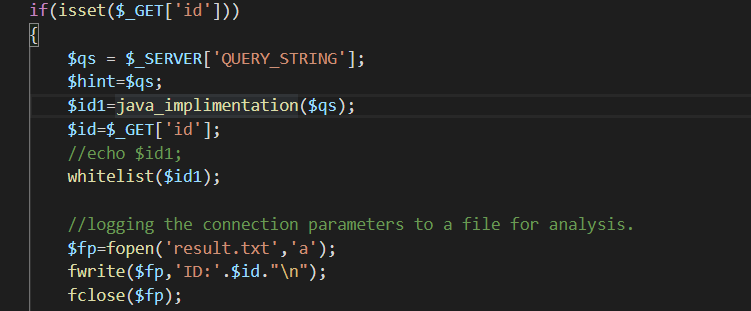 if(isset($_GET['id']))
{
$qs = $_SERVER['QUERY_STRING'];
$hint=$qs;
$id1=java_implimentation($qs);
$id=$_GET['id'];
//echo $id1;
whitelist($id1);
//logging the connection parameters to a file for analysis.
$fp=fopen('result.txt','a');
fwrite($fp,'ID:'.$id."\n");
fclose($fp);